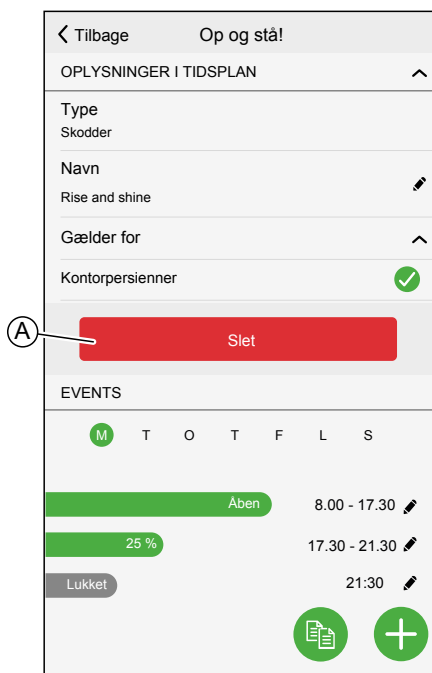 Tilbage Op og stå!
OPLYSNINGER I TIDSPLAN
Type
Skodder
Navn
Rise and shine
Gælder for
Kontorpersienner
A
Slet
EVENTS
M T O T F L S
Åben 8.00 - 17.30
25 % 17.30 - 21.30
Lukket 21:30